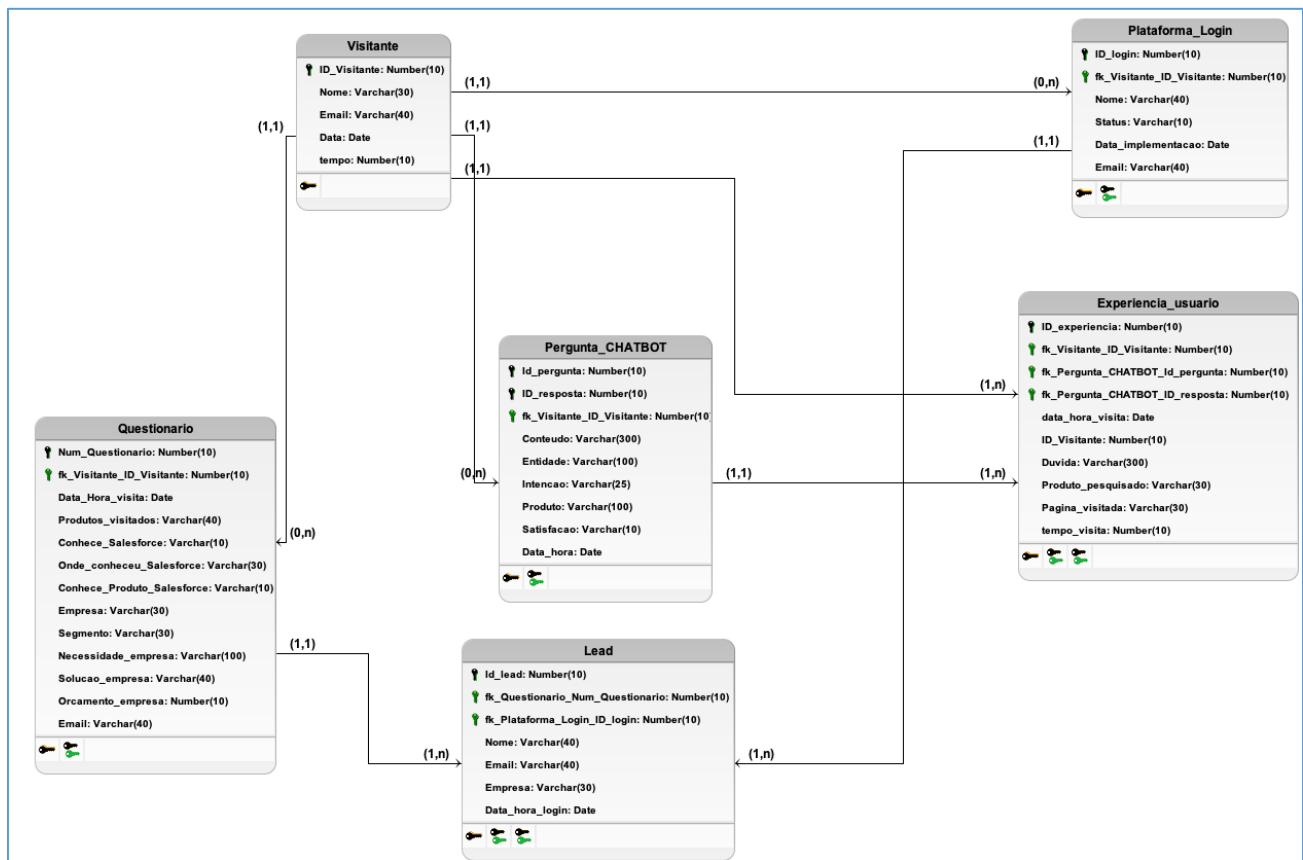 Visitante
ID_Visitante: Number(10)
Nome: Varchar(30)
Email: Varchar(40)
Data: Date
tempo: Number(10)
(1,1)
(1,1)
(1,1)
(1,1)
(0,n)
Plataforma_Login
ID_login: Number(10)
fk_Visitante_ID_Visitante: Number(10)
Nome: Varchar(40)
Status: Varchar(10)
Data_implementacao: Date
Email: Varchar(40)
(1,1)
Experiencia_usuario
ID_experiencia: Number(10)
fk_Visitante_ID_Visitante: Number(10)
fk_Pergunta_CHATBOT_Id_pergunta: Number(10)
fk_Pergunta_CHATBOT_ID_resposta: Number(10)
data_hora_visita: Date
ID_Visitante: Number(10)
Duvida: Varchar(300)
Produto_pesquisado: Varchar(30)
Pagina_visitada: Varchar(30)
tempo_visita: Number(10)
(1,n)
(1,n)
Pergunta_CHATBOT
Id_pergunta: Number(10)
ID_resposta: Number(10)
fk_Visitante_ID_Visitante: Number(10)
Conteudo: Varchar(300)
Entidade: Varchar(100)
Intencao: Varchar(25)
Produto: Varchar(100)
Satisfacao: Varchar(10)
Data_hora: Date
(0,n)
(1,1)
Questionario
Num_Questionario: Number(10)
fk_Visitante_ID_Visitante: Number(10)
Data_Hora_visita: Date
Produtos_visitados: Varchar(40)
Conhece_Salesforce: Varchar(10)
Onde_conheceu_Salesforce: Varchar(30)
Conhece_Produto_Salesforce: Varchar(10)
Empresa: Varchar(30)
Segmento: Varchar(30)
Necessidade_empresa: Varchar(100)
Solucao_empresa: Varchar(40)
Orcamento_empresa: Number(10)
Email: Varchar(40)
(0,n)
(1,1)
Lead
Id_lead: Number(10)
fk_Questionario_Num_Questionario: Number(10)
fk_Plataforma_Login_ID_login: Number(10)
Nome: Varchar(40)
Email: Varchar(40)
Empresa: Varchar(30)
Data_hora_login: Date
(1,n)
(1,n)